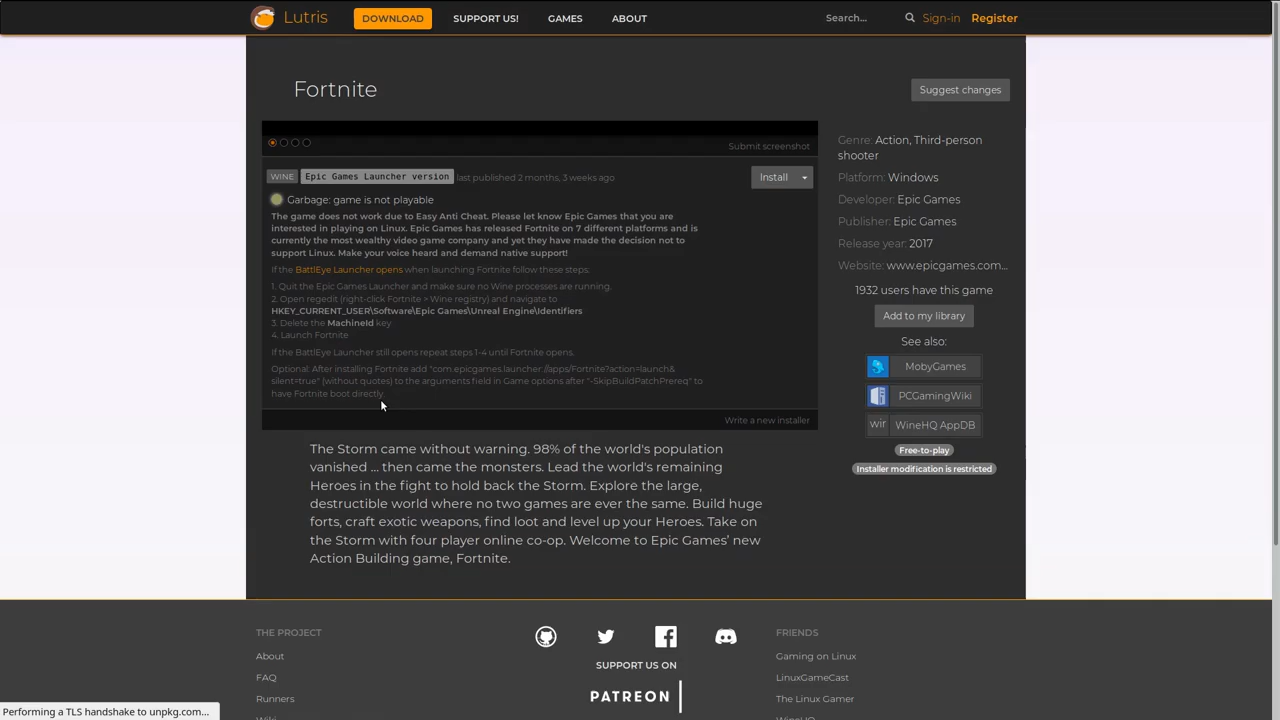 Lutris DOWNLOAD SUPPORT US! GAMES ABOUT Search... Sign-in Register
Fortnite
Suggest changes
Submit screenshot
WINE Epic Games Launcher version last published 2 months, 3 weeks ago Install
Garbage: game is not playable
The game does not work due to Easy Anti Cheat. Please let know Epic Games that you are
interested in playing on Linux. Epic Games has released Fortnite on 7 different platforms and is
currently the most wealthy video game company and yet they have made the decision not to
support Linux. Make your voice heard and demand native support!
If the BattlEye Launcher opens when launching Fortnite follow these steps.
1. Quit the Epic Games Launcher and make sure no Wine processes are running.
2. Open regedit (right-click Fortnite > Wine registry) and navigate to
HKEY_CURRENT_USER\Software\Epic Games\Unreal Engine\Identifiers
3. Delete the MachineId key
4. Launch Fortnite
If the BattlEye Launcher still opens repeat steps 1-4 until Fortnite opens.
Optional: After installing Fortnite add "com.epicgames.launcher://apps/Fortnite?action=launch&
silent=true" (without quotes) to the arguments field in Game options after "-SkipBuildPatchPrereq" to
have Fortnite boot directly.
Write a new installer
The Storm came without warning. 98% of the world's population
vanished ... then came the monsters. Lead the world's remaining
Heroes in the fight to hold back the Storm. Explore the large,
destructible world where no two games are ever the same. Build huge
forts, craft exotic weapons, find loot and level up your Heroes. Take on
the Storm with four player online co-op. Welcome to Epic Games' new
Action Building game, Fortnite.
Genre: Action, Third-person
shooter
Platform: Windows
Developer: Epic Games
Publisher: Epic Games
Release year: 2017
Website: www.epicgames.com...
1932 users have this game
Add to my library
See also:
MobyGames
PCGamingWiki
wir WineHQ AppDB
Free-to-play
Installer modification is restricted
THE PROJECT
About
FAQ
Runners
Wiki
SUPPORT US ON
PATREON
FRIENDS
Gaming on Linux
LinuxGameCast
The Linux Gamer
WineHQ
Performing a TLS handshake to unpkg.com...